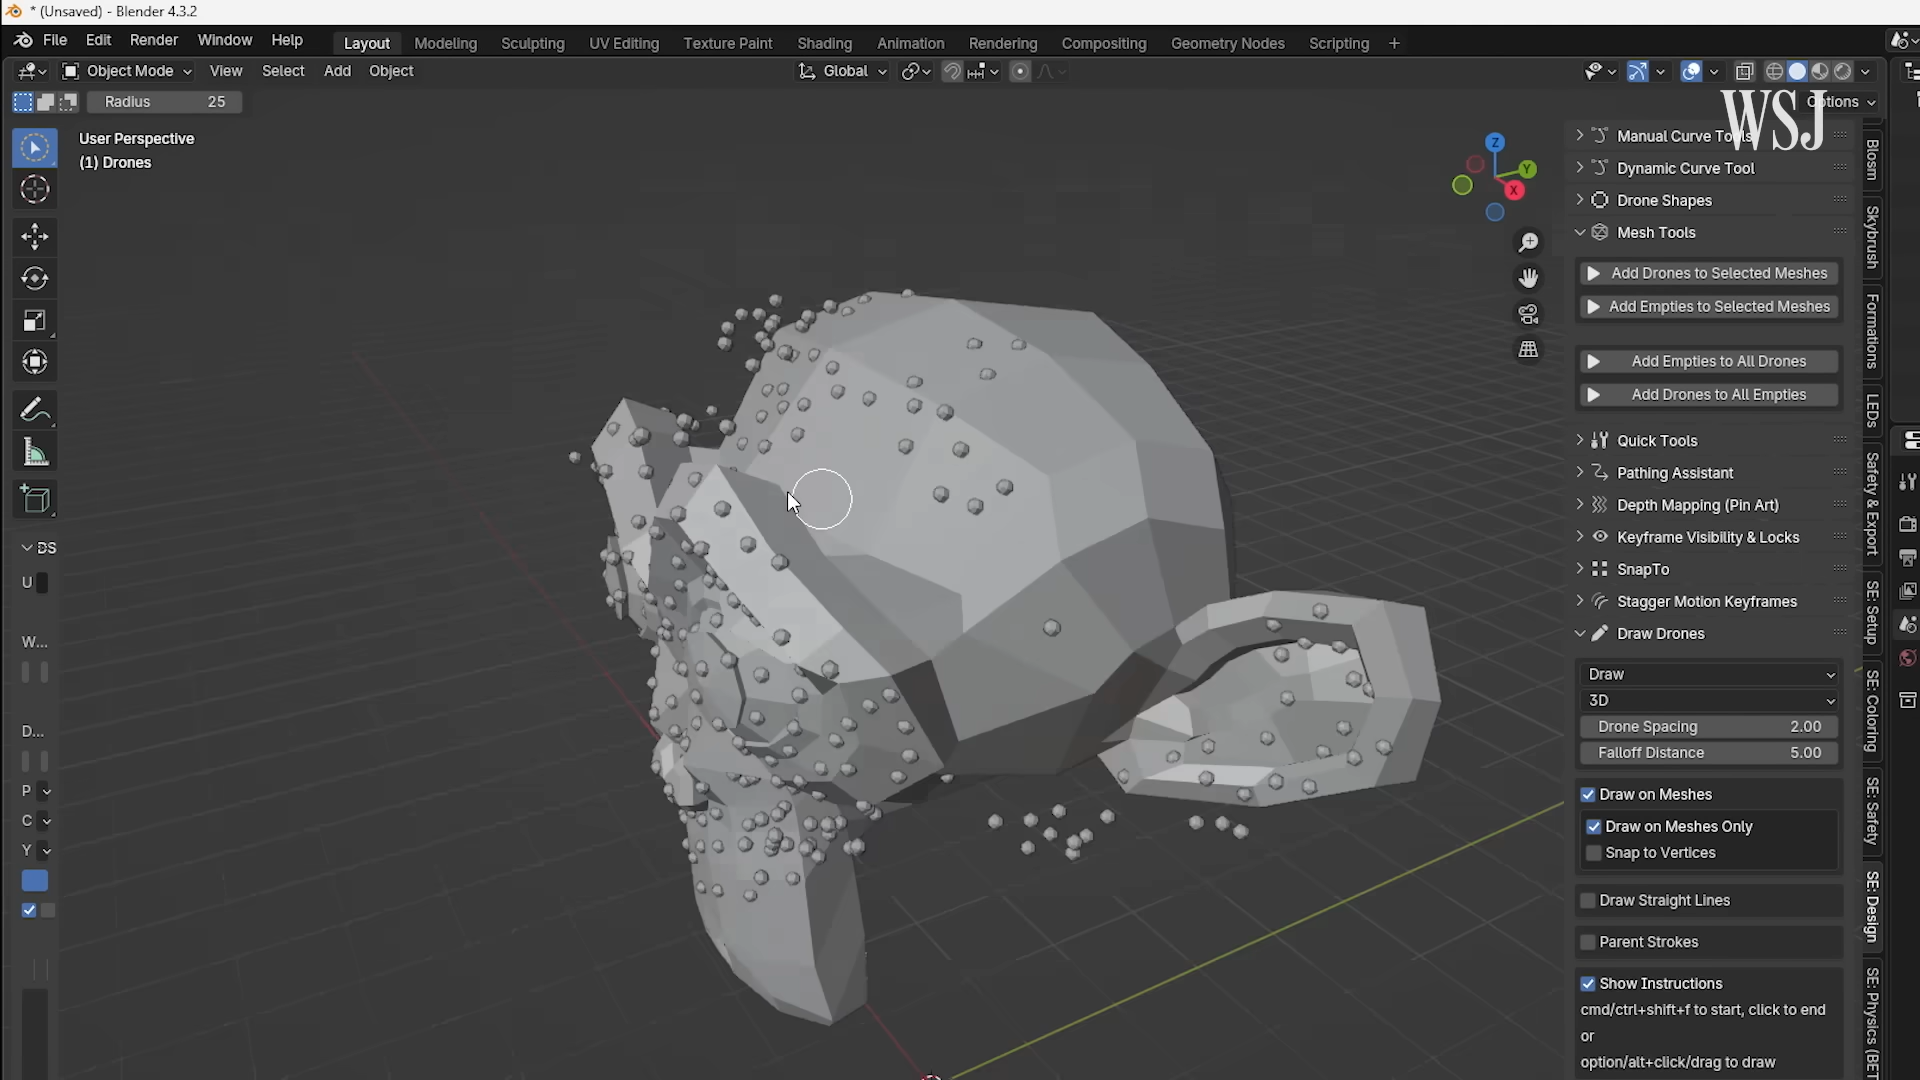 * (Unsaved) - Blender 4.3.2
File Edit Render Window Help
Layout Modeling Sculpting UV Editing Texture Paint Shading Animation Rendering Compositing Geometry Nodes Scripting +
Object Mode View Select Add Object
Global
Radius 25
Options
WSJ
User Perspective
(1) Drones
Z
Y
X
DS
U
W...
D...
P
C
Y
Manual Curve Tools
Dynamic Curve Tool
Drone Shapes
Mesh Tools
Add Drones to Selected Meshes
Add Empties to Selected Meshes
Add Empties to All Drones
Add Drones to All Empties
Quick Tools
Pathing Assistant
Depth Mapping (Pin Art)
Keyframe Visibility & Locks
SnapTo
Stagger Motion Keyframes
Draw Drones
Draw
3D
Drone Spacing 2.00
Falloff Distance 5.00
Draw on Meshes
Draw on Meshes Only
Snap to Vertices
Draw Straight Lines
Parent Strokes
Show Instructions
cmd/ctrl+shift+f to start, click to end
or
option/alt+click/drag to draw
Blosm
Skybrush
Formations
LEDs
Safety & Export
SE: Setup
SE: Coloring
SE: Safety
SE: Design
SE: Physics (BET